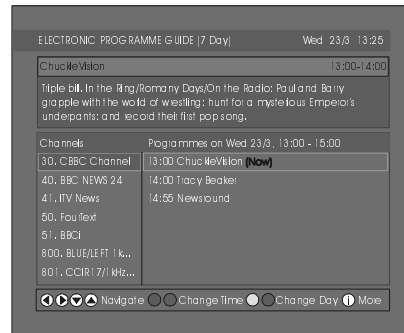 ELECTRONIC PROGRAMME GUIDE |7 Day| Wed 23/3 13:25
ChuckleVision 13:00-14:00
Triple bill. In the Ring/Romany Days/On the Radio: Paul and Barry
grapple with the world of wrestling; hunt for a mysterious Emperor's
underpants; and record their first pop song.
Channels Programmes on Wed 23/3, 13:00 - 15:00
30. CBBC Channel 13:00 ChuckleVision (Now)
40. BBC NEWS 24 14:00 Tracy Beaker
41. ITV News 14:55 Newsround
50. FourText
51. BBCi
800. BLUE/LEFT 1k...
801. CCIR17/1kHz...
Navigate Change Time Change Day i More